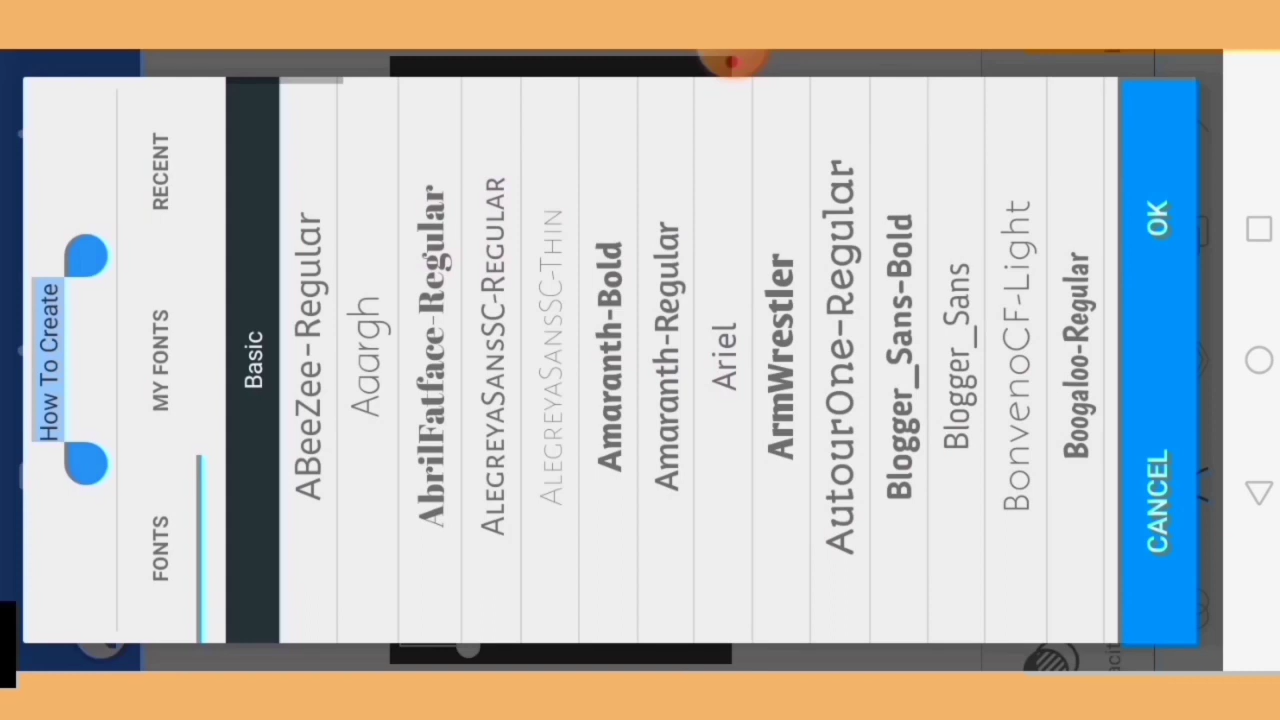 How To Create
FONTS MY FONTS RECENT
Basic
ABeeZee-Regular
Aaargh
AbrilFatface-Regular
AlegreyaSansSC-Regular
AlegreyaSansSC-Thin
Amaranth-Bold
Amaranth-Regular
Ariel
ArmWrestler
AutourOne-Regular
Blogger_Sans-Bold
Blogger_Sans
BonvenoCF-Light
Boogaloo-Regular
CANCEL OK